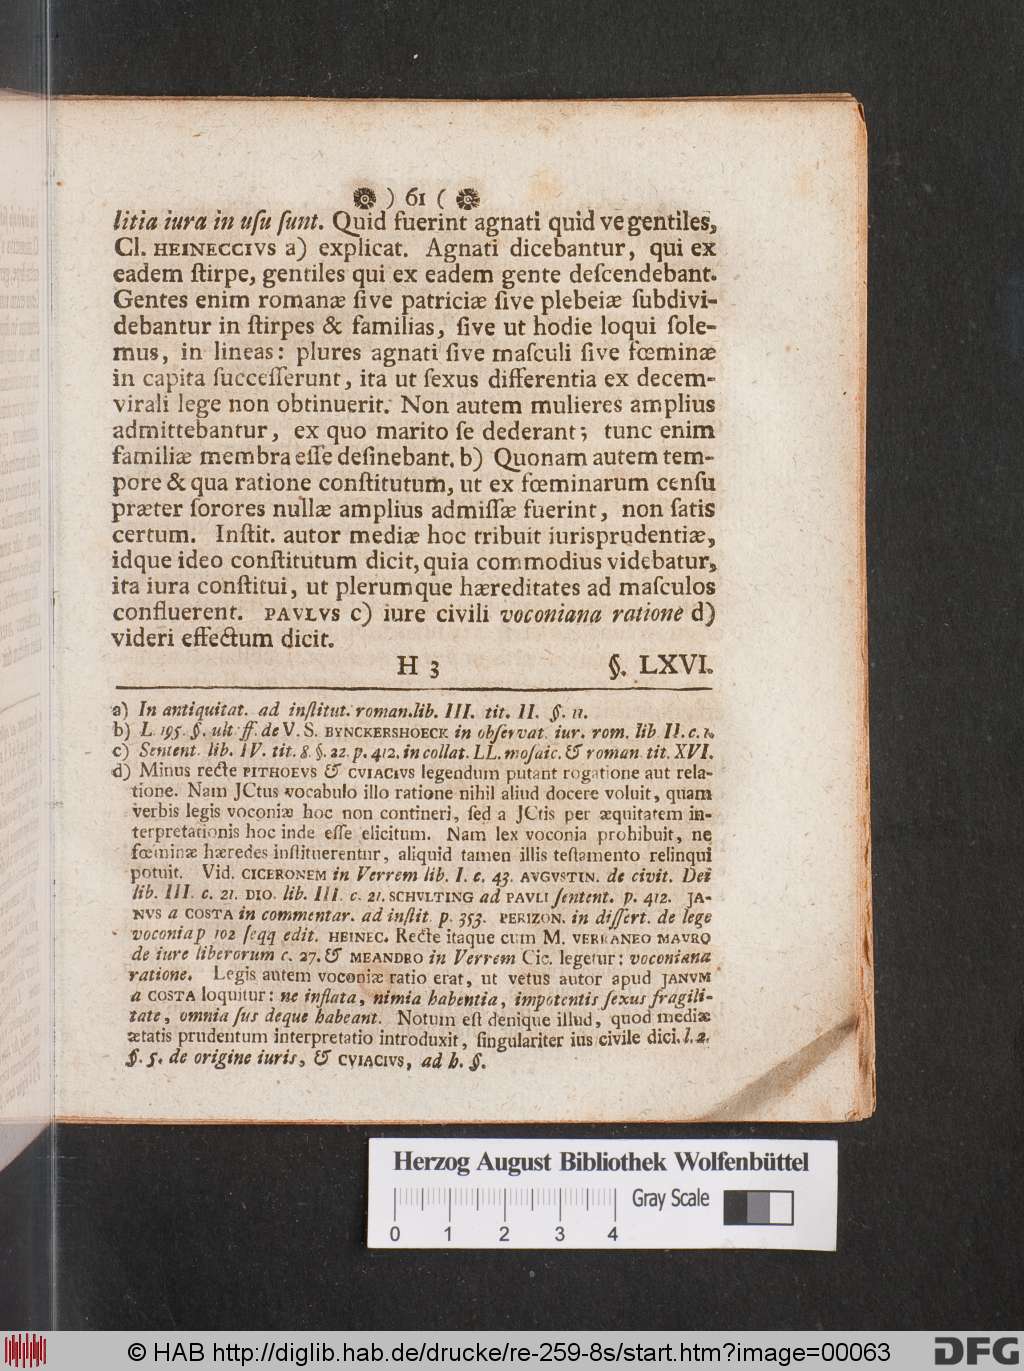 ) 61 (
litia iura in uſu ſunt. Quid fuerint agnati quid ve gentiles,
Cl. HEINECCIVS a) explicat. Agnati dicebantur, qui ex
eadem ſtirpe, gentiles qui ex eadem gente deſcendebant.
Gentes enim romanæ ſive patriciæ ſive plebeiæ ſubdivi-
debantur in ſtirpes & familias, ſive ut hodie loqui ſole-
mus, in lineas: plures agnati ſive maſculi ſive fœminæ
in capita ſucceſſerunt, ita ut ſexus differentia ex decem-
virali lege non obtinuerit. Non autem mulieres amplius
admittebantur, ex quo marito ſe dederant; tunc enim
familiæ membra eſſe deſinebant. b) Quonam autem tem-
pore & qua ratione conſtitutum, ut ex fœminarum cenſu
præter ſorores nullæ amplius admiſſæ fuerint, non ſatis
certum. Inſtit. autor mediæ hoc tribuit iurisprudentiæ,
idque ideo conſtitutum dicit, quia commodius videbatur,
ita iura conſtitui, ut plerumque hæreditates ad maſculos
confluerent. PAVLVS c) iure civili voconiana ratione d)
videri effectum dicit.
H 3 §. LXVI.
a) In antiquitat. ad inſtitut. roman. lib. III. tit. II. §. 11.
b) L. 195. §. ult ff. de V. S. BYNCKERSHOECK in obſervat. iur. rom. lib II. c. 1.
c) Sentent. lib. IV. tit. 8. §. 22. p. 412. in collat. LL. moſaic. & roman tit. XVI.
d) Minus recte PITHOEVS & CVIACIVS legendum putant rogatione aut rela-
tione. Nam JCtus vocabulo illo ratione nihil aliud docere voluit, quam
verbis legis voconiæ hoc non contineri, ſed a JCtis per æquitatem in-
terpretationis hoc inde eſſe elicitum. Nam lex voconia prohibuit, ne
fœminæ hæredes inſtituerentur, aliquid tamen illis teſtamento relinqui
potuit. Vid. CICERONEM in Verrem lib. I. c. 43. AVGVSTIN. de civit. Dei
lib. III. c. 21. DIO. lib. III. c. 21. SCHVLTING ad PAVLI ſentent. p. 412. JA-
NVS a COSTA in commentar. ad inſtit. p. 353. PERIZON. in diſſert. de lege
voconia p 102 ſeqq edit. HEINEC. Recte itaque cum M. VERRANEO MAVRO
de iure liberorum c. 27. & MEANDRO in Verrem Cic. legetur: voconiana
ratione. Legis autem voconiæ ratio erat, ut vetus autor apud JANVM
a COSTA loquitur: ne inflata, nimia habentia, impotentis ſexus fragili-
tate, omnia ſus deque habeant. Notum eſt denique illud, quod mediæ
ætatis prudentum interpretatio introduxit, ſingulariter ius civile dici. l. 2.
§. 5. de origine iuris, & CVIACIVS, ad h. §.
Herzog August Bibliothek Wolfenbüttel
Gray Scale
0 1 2 3 4
© HAB http://diglib.hab.de/drucke/re-259-8s/start.htm?image=00063
DFG